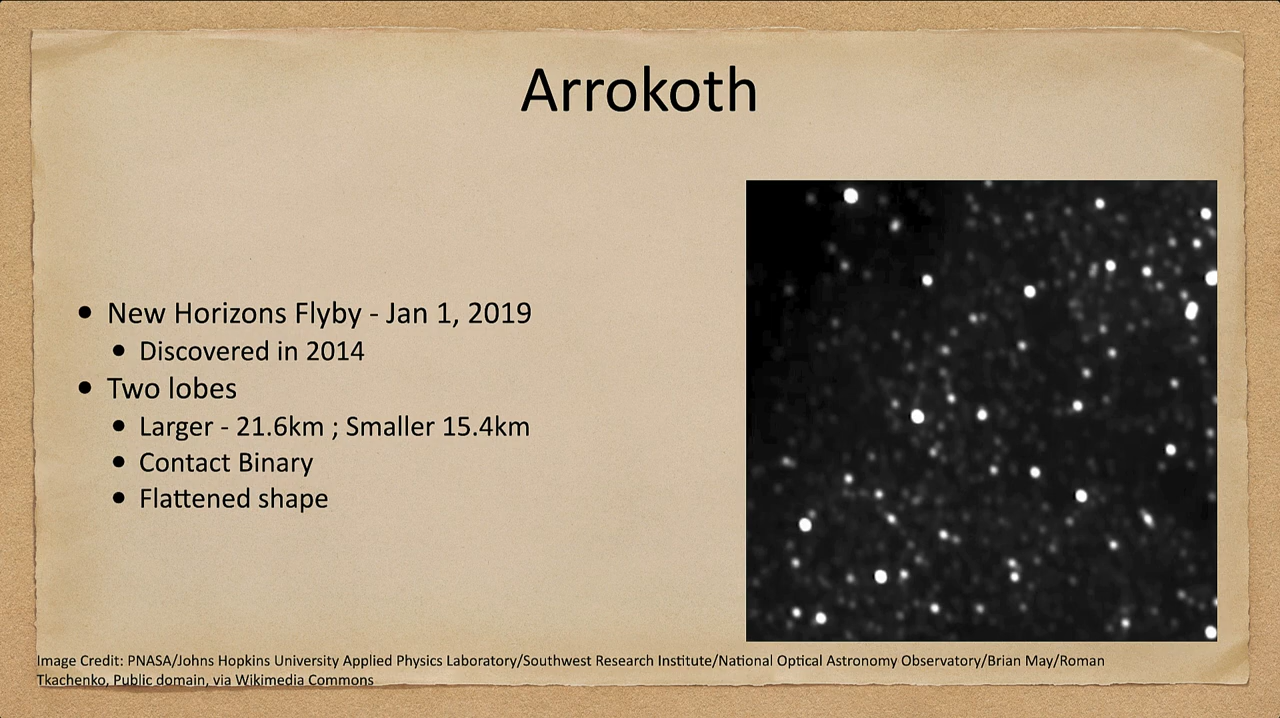 Arrokoth
• New Horizons Flyby - Jan 1, 2019
• Discovered in 2014
• Two lobes
• Larger - 21.6km ; Smaller 15.4km
• Contact Binary
• Flattened shape
Image Credit: PNASA/Johns Hopkins University Applied Physics Laboratory/Southwest Research Institute/National Optical Astronomy Observatory/Brian May/Roman
Tkachenko, Public domain, via Wikimedia Commons